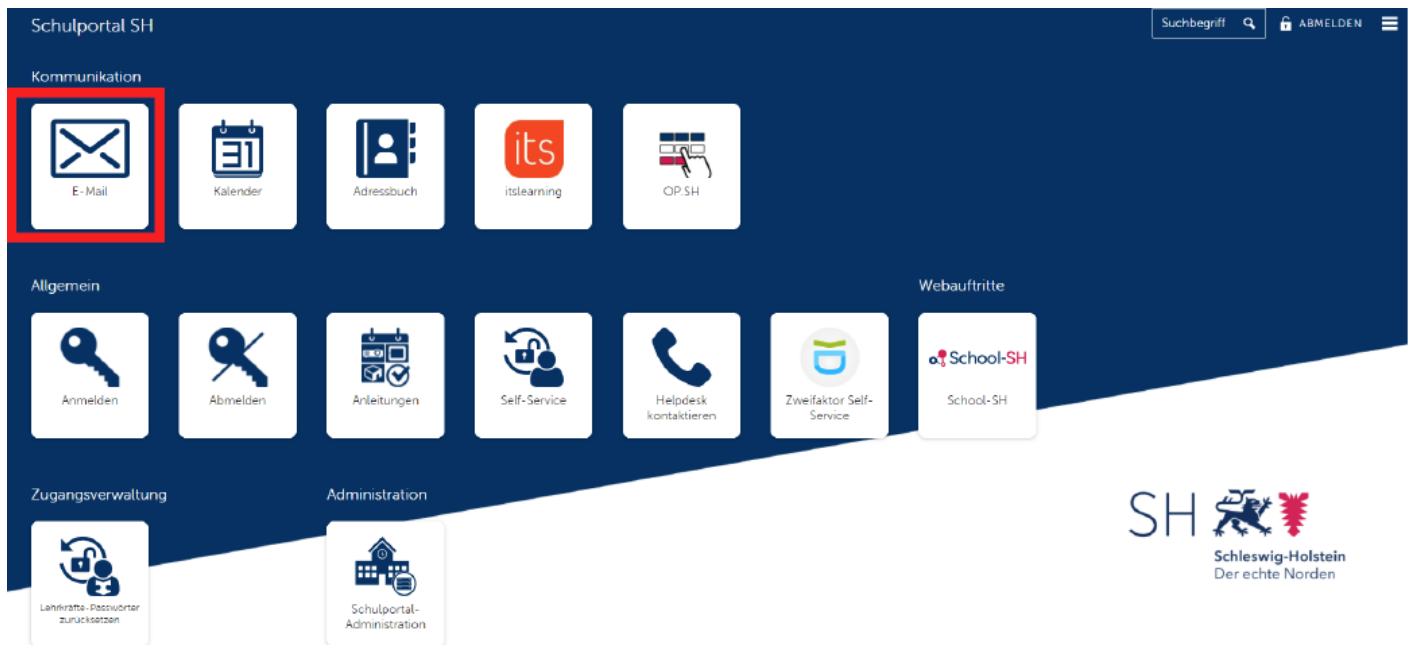 Schulportal SH
Suchbegriff
ABMELDEN
Kommunikation
E-Mail
31
Kalender
Adressbuch
its
itslearning
OP.SH
Allgemein
Webauftritte
Anmelden
Abmelden
Anleitungen
Self-Service
Helpdesk
kontaktieren
Zweifaktor Self-
Service
School-SH
School-SH
Zugangsverwaltung
Administration
Lehrkräfte-Passwörter
zurücksetzen
Schulportal-
Administration
SH
Schleswig-Holstein
Der echte Norden